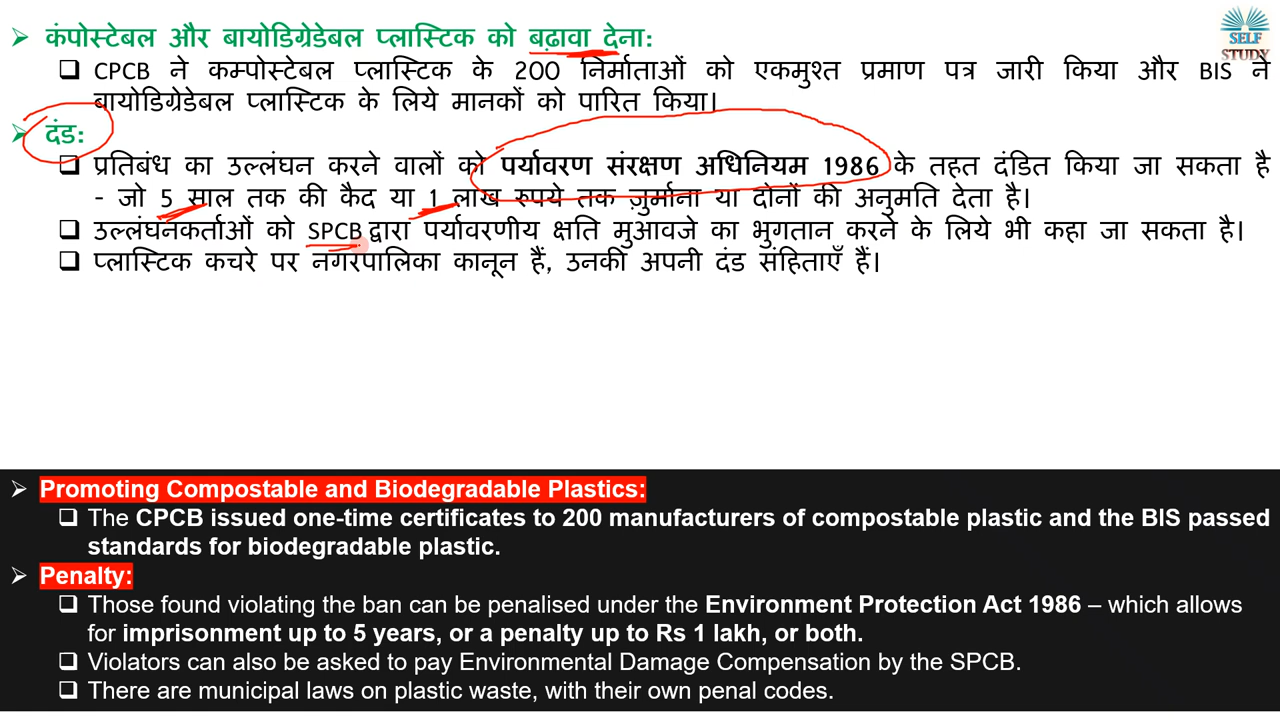 ➢ कंपोस्टेबल और बायोडिग्रेडेबल प्लास्टिक को बढ़ावा देना:
SELF
STUDY
❑ CPCB ने कम्पोस्टेबल प्लास्टिक के 200 निर्माताओं को एकमुश्त प्रमाण पत्र जारी किया और BIS ने
बायोडिग्रेडेबल प्लास्टिक के लिये मानकों को पारित किया।
➢ दंड:
❑ प्रतिबंध का उल्लंघन करने वालों को पर्यावरण संरक्षण अधिनियम 1986 के तहत दंडित किया जा सकता है
- जो 5 साल तक की कैद या 1 लाख रुपये तक ज़ुर्माना या दोनों की अनुमति देता है।
❑ उल्लंघनकर्ताओं को SPCB द्वारा पर्यावरणीय क्षति मुआवजे का भुगतान करने के लिये भी कहा जा सकता है।
❑ प्लास्टिक कचरे पर नगरपालिका कानून हैं, उनकी अपनी दंड संहिताएँ हैं।
➢ Promoting Compostable and Biodegradable Plastics:
❑ The CPCB issued one-time certificates to 200 manufacturers of compostable plastic and the BIS passed
standards for biodegradable plastic.
➢ Penalty:
❑ Those found violating the ban can be penalised under the Environment Protection Act 1986 – which allows
for imprisonment up to 5 years, or a penalty up to Rs 1 lakh, or both.
❑ Violators can also be asked to pay Environmental Damage Compensation by the SPCB.
❑ There are municipal laws on plastic waste, with their own penal codes.